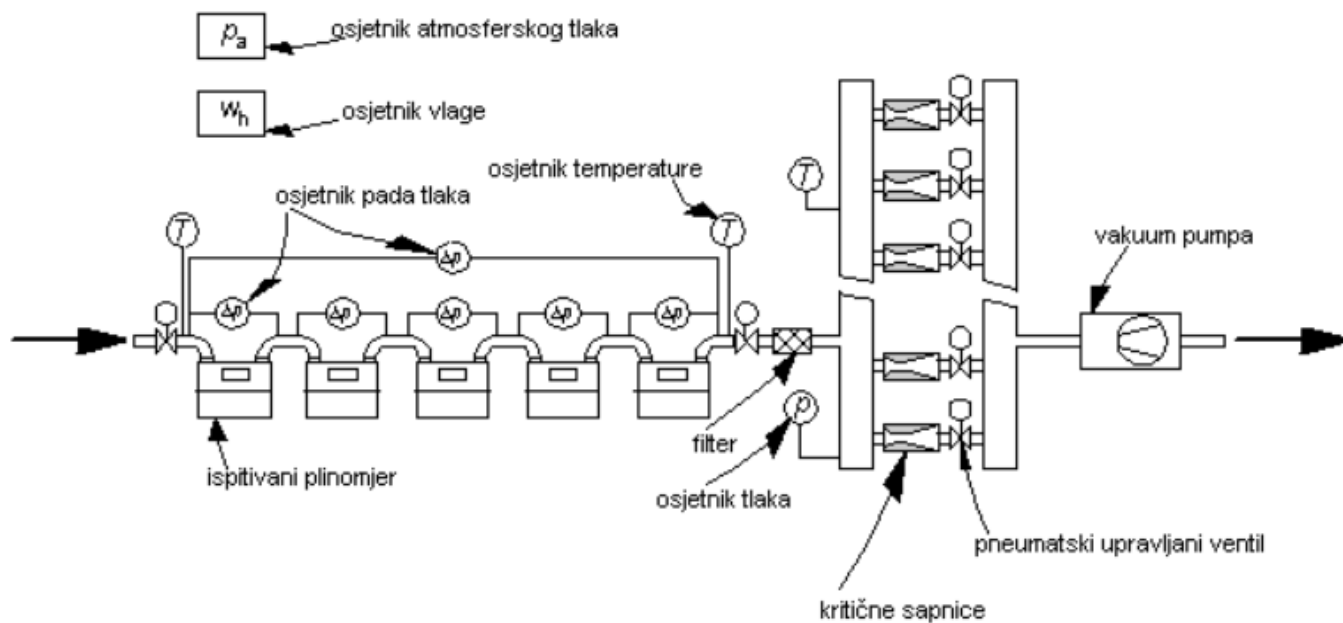 pa
osjetnik atmosferskog tlaka
Wh
osjetnik vlage
osjetnik temperature
osjetnik pada tlaka
T
T
T
Δp
vakuum pumpa
Δp
Δp
Δp
Δp
Δp
p
filter
ispitivani plinomjer
osjetnik tlaka
pneumatski upravljani ventil
kritične sapnice